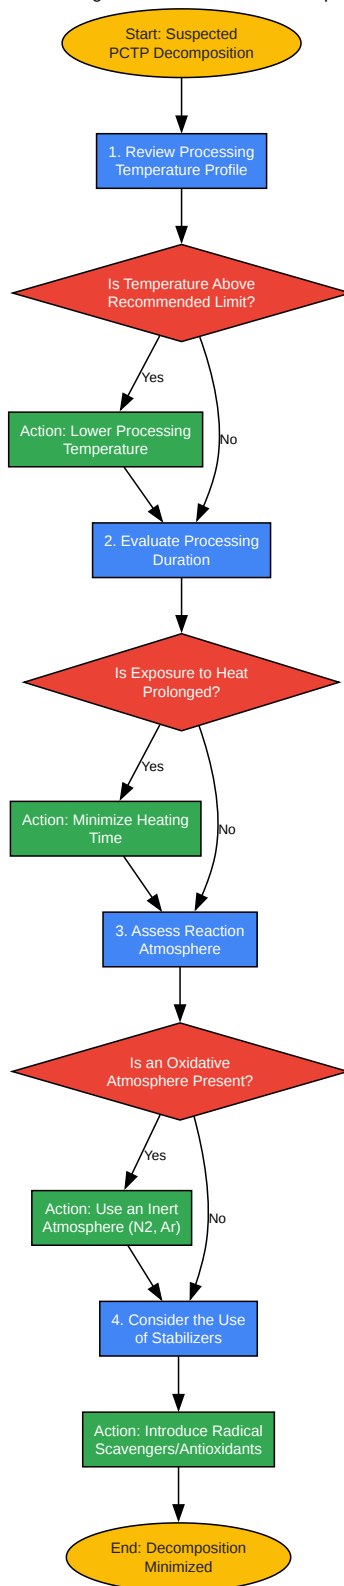 Start: Suspected
PCTP Decomposition
1. Review Processing
Temperature Profile
Is Temperature Above
Recommended Limit?
Yes
No
Action: Lower Processing
Temperature
2. Evaluate Processing
Duration
Is Exposure to Heat
Prolonged?
Yes
No
Action: Minimize Heating
Time
3. Assess Reaction
Atmosphere
Is an Oxidative
Atmosphere Present?
Yes
No
Action: Use an Inert
Atmosphere (N2, Ar)
4. Consider the Use
of Stabilizers
Action: Introduce Radical
Scavengers/Antioxidants
End: Decomposition
Minimized